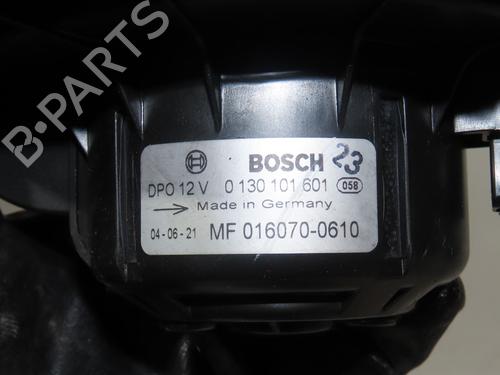 BOSCH 23
DPO 12 V 0 130 101 601 058
Made in Germany
04-06-21 MF 016070-0610
B-PARTS